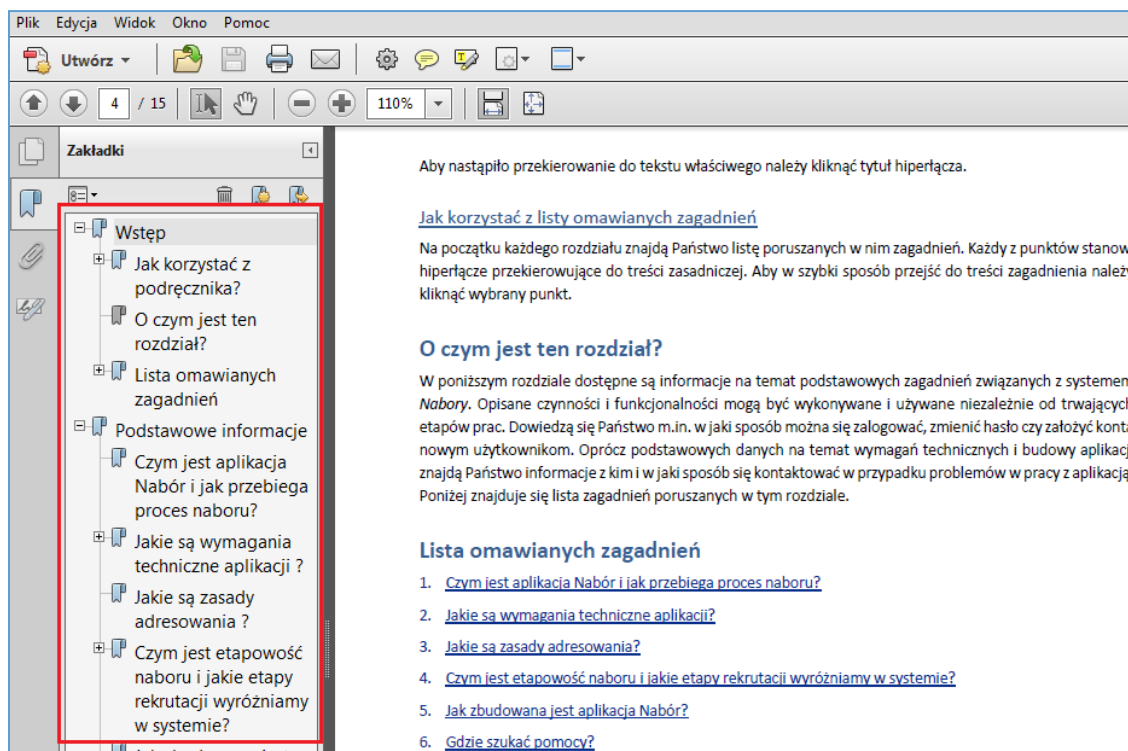 Plik Edycja Widok Okno Pomoc
Utwórz
4 / 15 110%
Zakładki
Wstęp
Jak korzystać z
podręcznika?
O czym jest ten
rozdział?
Lista omawianych
zagadnień
Podstawowe informacje
Czym jest aplikacja
Nabór i jak przebiega
proces naboru?
Jakie są wymagania
techniczne aplikacji ?
Jakie są zasady
adresowania ?
Czym jest etapowość
naboru i jakie etapy
rekrutacji wyróżniamy
w systemie?
Aby nastąpiło przekierowanie do tekstu właściwego należy kliknąć tytuł hiperłącza.
Jak korzystać z listy omawianych zagadnień
Na początku każdego rozdziału znajdą Państwo listę poruszanych w nim zagadnień. Każdy z punktów stanow
hiperłącze przekierowujące do treści zasadniczej. Aby w szybki sposób przejść do treści zagadnienia należy
kliknąć wybrany punkt.
O czym jest ten rozdział?
W poniższym rozdziale dostępne są informacje na temat podstawowych zagadnień związanych z systemem
Nabory. Opisane czynności i funkcjonalności mogą być wykonywane i używane niezależnie od trwających
etapów prac. Dowiedzą się Państwo m.in. w jaki sposób można się zalogować, zmienić hasło czy założyć konta
nowym użytkownikom. Oprócz podstawowych danych na temat wymagań technicznych i budowy aplikacj
znajdą Państwo informacje z kim i w jaki sposób się kontaktować w przypadku problemów w pracy z aplikacją
Poniżej znajduje się lista zagadnień poruszanych w tym rozdziale.
Lista omawianych zagadnień
1. Czym jest aplikacja Nabór i jak przebiega proces naboru?
2. Jakie są wymagania techniczne aplikacji?
3. Jakie są zasady adresowania?
4. Czym jest etapowość naboru i jakie etapy rekrutacji wyróżniamy w systemie?
5. Jak zbudowana jest aplikacja Nabór?
6. Gdzie szukać pomocy?